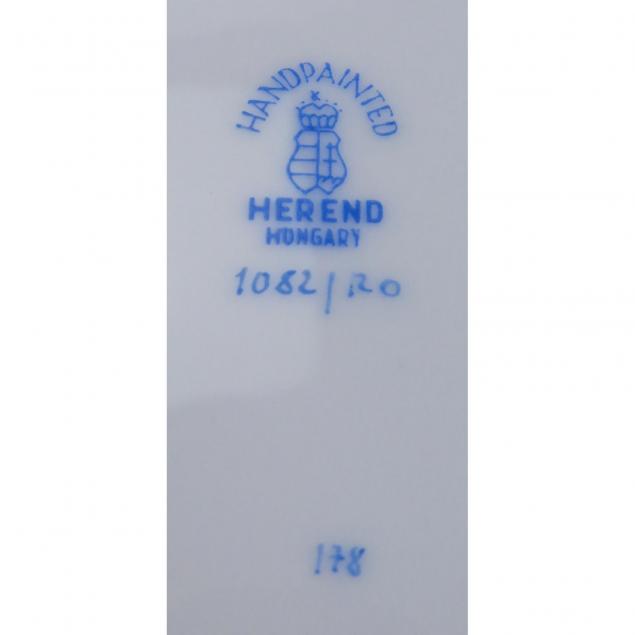 HANDPAINTED
HEREND
HUNGARY
1082/RO
178